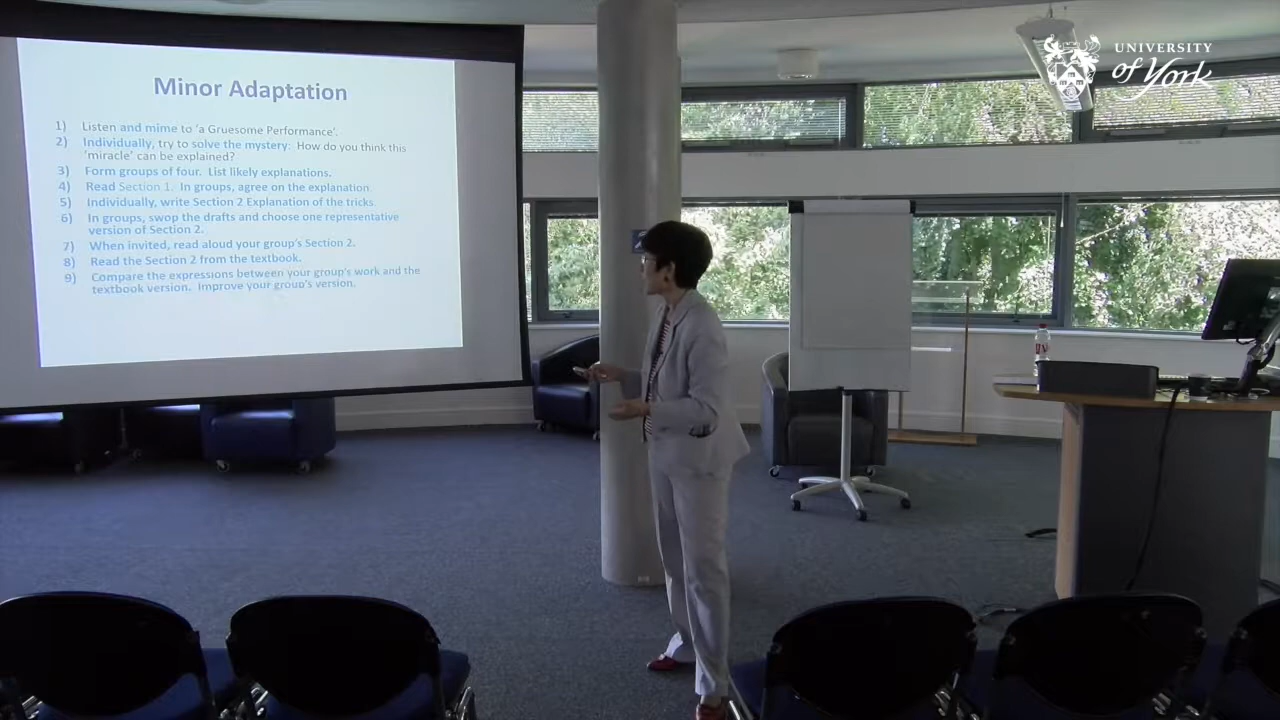 Minor Adaptation
1) Listen and mime to 'a Gruesome Performance'.
2) Individually, try to solve the mystery: How do you think this
'miracle' can be explained?
3) Form groups of four. List likely explanations.
4) Read Section 1. In groups, agree on the explanation.
5) Individually, write Section 2 Explanation of the tricks.
6) In groups, swop the drafts and choose one representative
version of Section 2.
7) When invited, read aloud your group's Section 2.
8) Read the Section 2 from the textbook.
9) Compare the expressions between your group's work and the
textbook version. Improve your group's version.
UNIVERSITY
of York